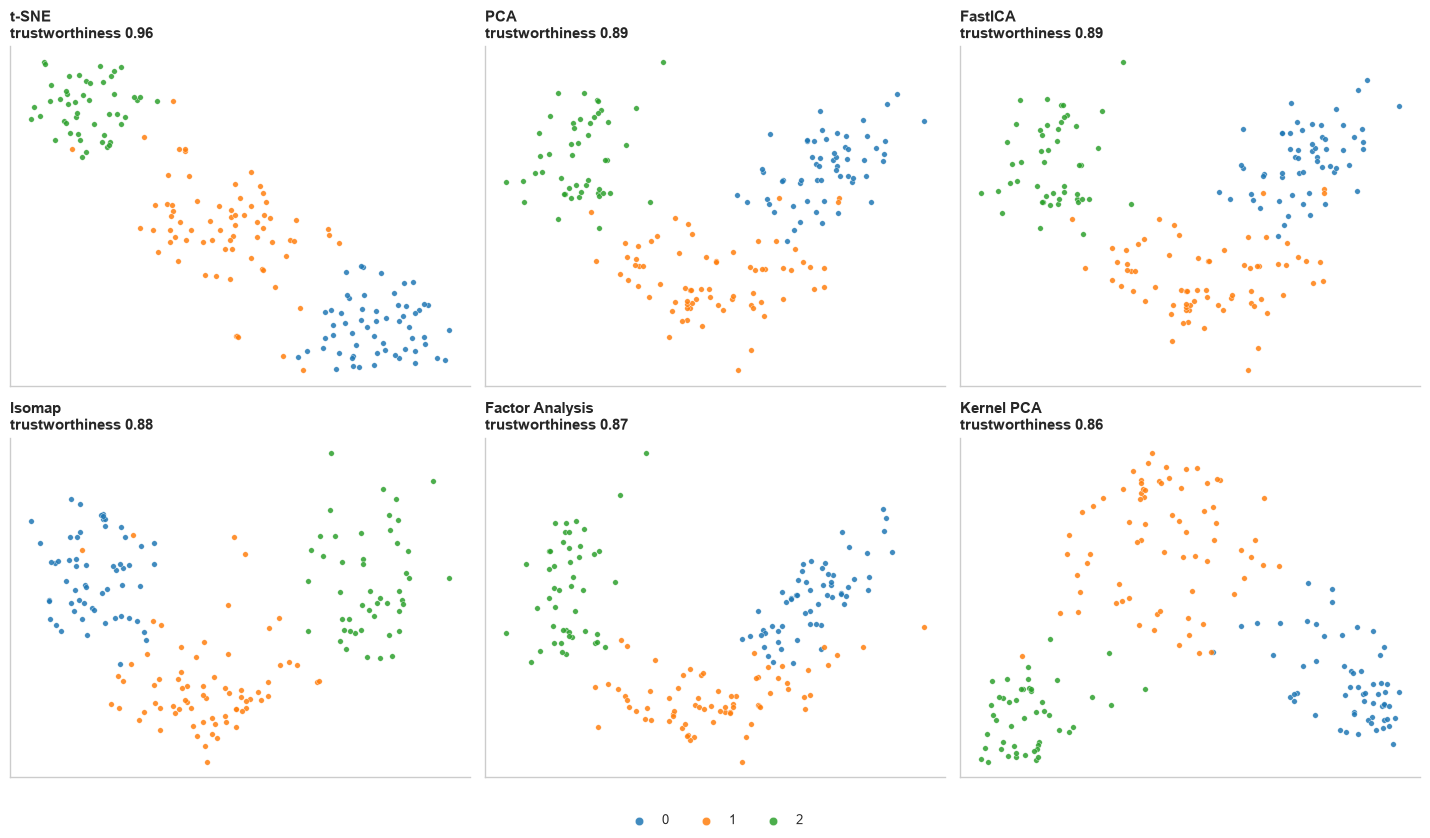 t-SNE
trustworthiness 0.96
PCA
trustworthiness 0.89
FastICA
trustworthiness 0.89
Isomap
trustworthiness 0.88
Factor Analysis
trustworthiness 0.87
Kernel PCA
trustworthiness 0.86
0 1 2